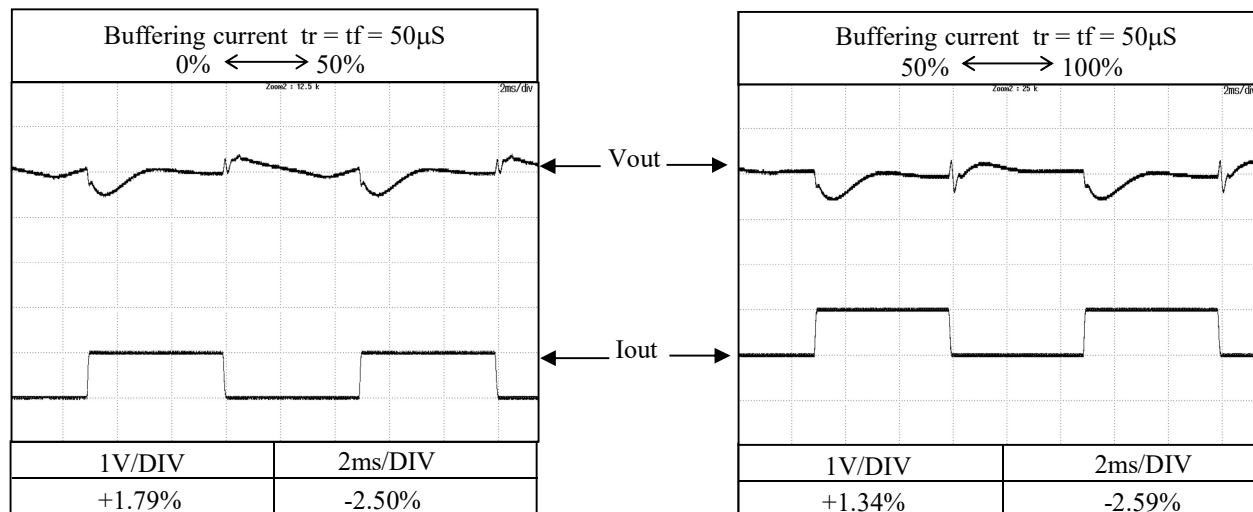 Buffering current tr = tf = 50μS
0% ⟷ 50%
Zoom2 : 12.5 k
2ms/div
1V/DIV 2ms/DIV
+1.79% -2.50%
Vout
Iout
Buffering current tr = tf = 50μS
50% ⟷ 100%
Zoom2 : 25 k
2ms/div
1V/DIV 2ms/DIV
+1.34% -2.59%